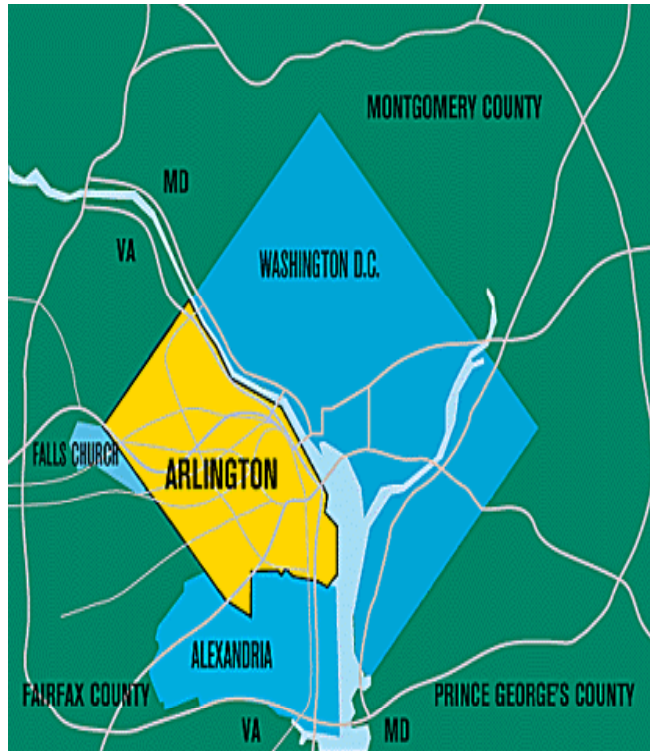 MONTGOMERY COUNTY
MD
VA
WASHINGTON D.C.
FALLS CHURCH
ARLINGTON
ALEXANDRIA
FAIRFAX COUNTY
PRINCE GEORGE'S COUNTY
VA
MD